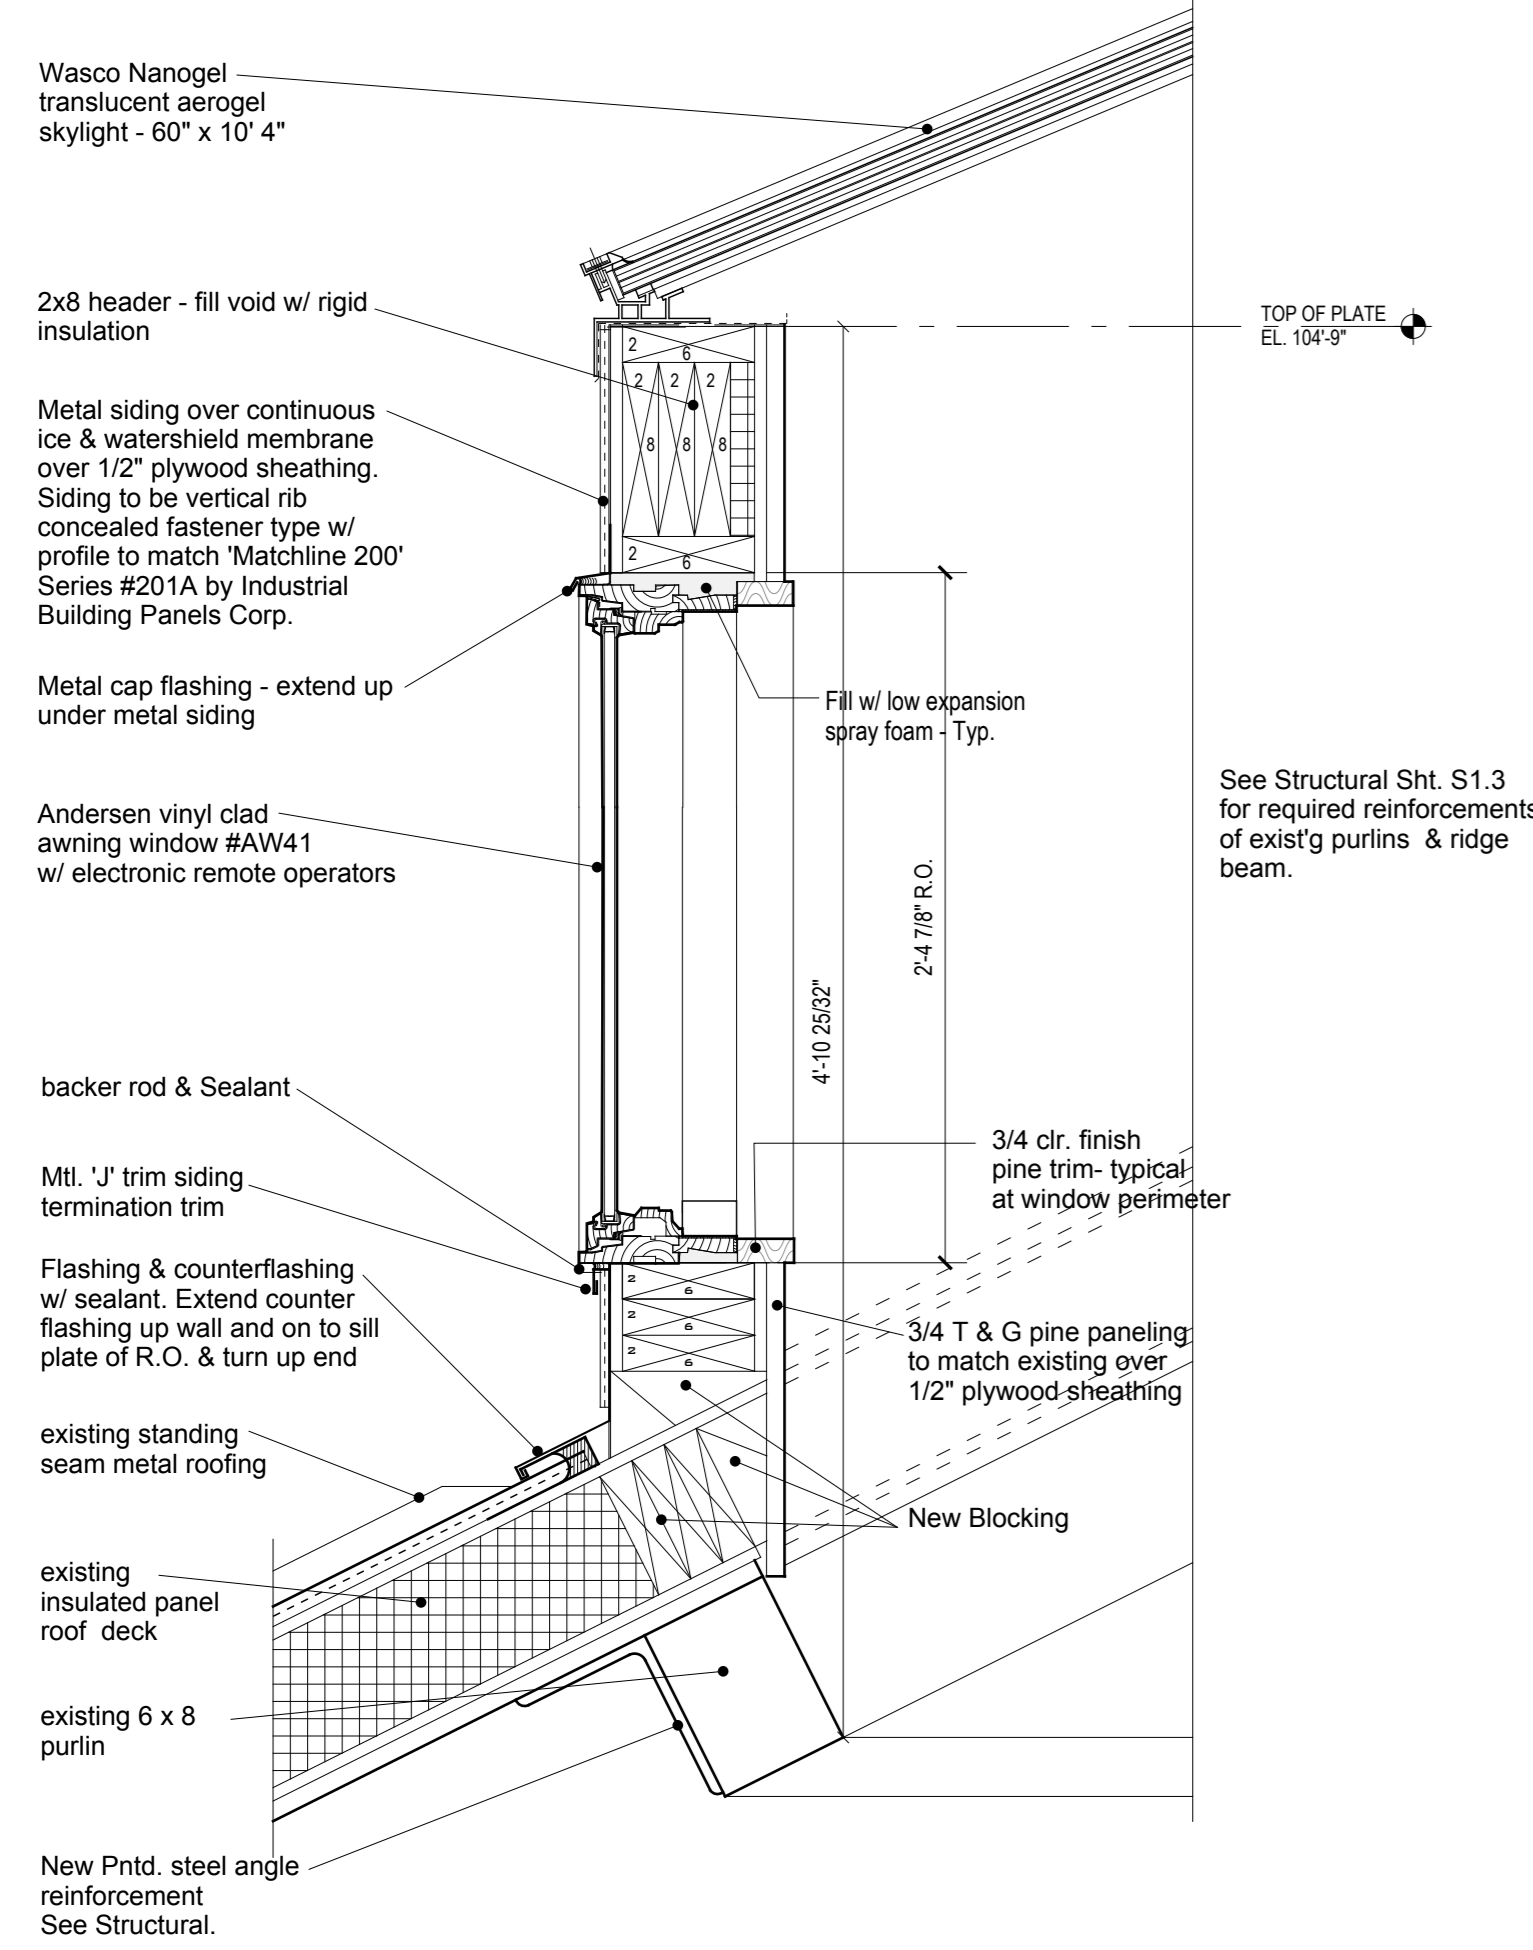 Wasco Nanogel
translucent aerogel
skylight - 60" x 10' 4"
2x8 header - fill void w/ rigid
insulation
TOP OF PLATE
EL. 104'-9"
2
6
2 2 2
8 8 8
2
6
Metal siding over continuous
ice & watershield membrane
over 1/2" plywood sheathing.
Siding to be vertical rib
concealed fastener type w/
profile to match 'Matchline 200'
Series #201A by Industrial
Building Panels Corp.
Metal cap flashing - extend up
under metal siding
Fill w/ low expansion
spray foam - Typ.
Andersen vinyl clad
awning window #AW41
w/ electronic remote operators
See Structural Sht. S1.3
for required reinforcements
of exist'g purlins & ridge
beam.
2'-4 7/8" R.O.
4'-10 25/32"
backer rod & Sealant
3/4 clr. finish
pine trim- typical
at window perimeter
Mtl. 'J' trim siding
termination trim
Flashing & counterflashing
w/ sealant. Extend counter
flashing up wall and on to sill
plate of R.O. & turn up end
2
6
2
6
2
6
3/4 T & G pine paneling
to match existing over
1/2" plywood sheathing
existing standing
seam metal roofing
New Blocking
existing
insulated panel
roof deck
existing 6 x 8
purlin
New Pntd. steel angle
reinforcement
See Structural.